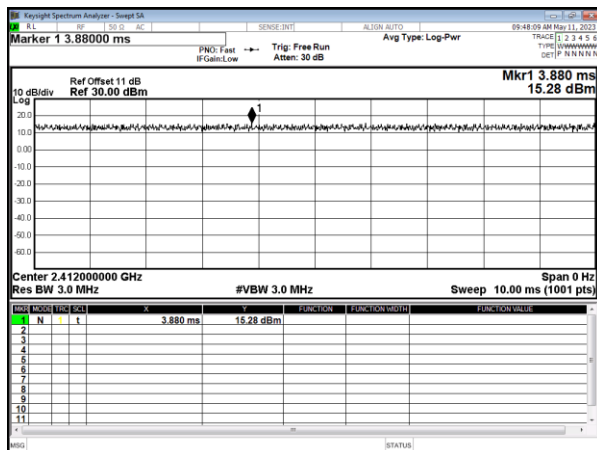 Keysight Spectrum Analyzer - Swept SA
RL RF 50 Ω AC SENSE:INT ALIGN AUTO 09:48:09 AM May 11, 2023
Marker 1 3.88000 ms
PNO: Fast
IFGain:Low
Trig: Free Run
Atten: 30 dB
Avg Type: Log-Pwr
TRACE 1 2 3 4 5 6
TYPE WWWWWW
DET P N N N N N
Ref Offset 11 dB
10 dB/div Ref 30.00 dBm
Log
Mkr1 3.880 ms
15.28 dBm
1
20.0
10.0
0.00
-10.0
-20.0
-30.0
-40.0
-50.0
-60.0
Center 2.412000000 GHz Span 0 Hz
Res BW 3.0 MHz #VBW 3.0 MHz Sweep 10.00 ms (1001 pts)
MKR MODE TRC SCL X Y FUNCTION FUNCTION WIDTH FUNCTION VALUE
1 N 1 t 3.880 ms 15.28 dBm
2
3
4
5
6
7
8
9
10
11
MSG STATUS